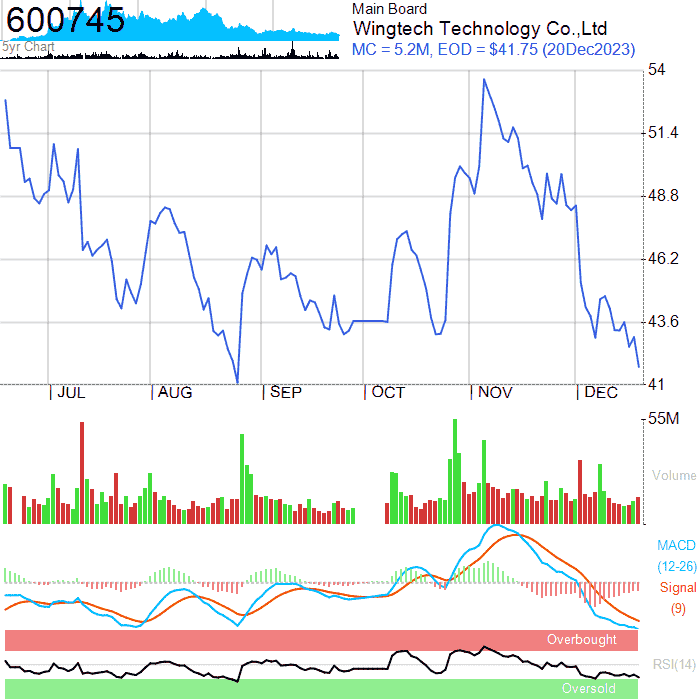 600745
5yr Chart
Main Board
Wingtech Technology Co.,Ltd
MC = 5.2M, EOD = $41.75 (20Dec2023)
54
51.4
48.8
46.2
43.6
41
JUL AUG SEP OCT NOV DEC
55M
Volume
MACD
(12-26)
Signal
(9)
Overbought
RSI(14)
Oversold